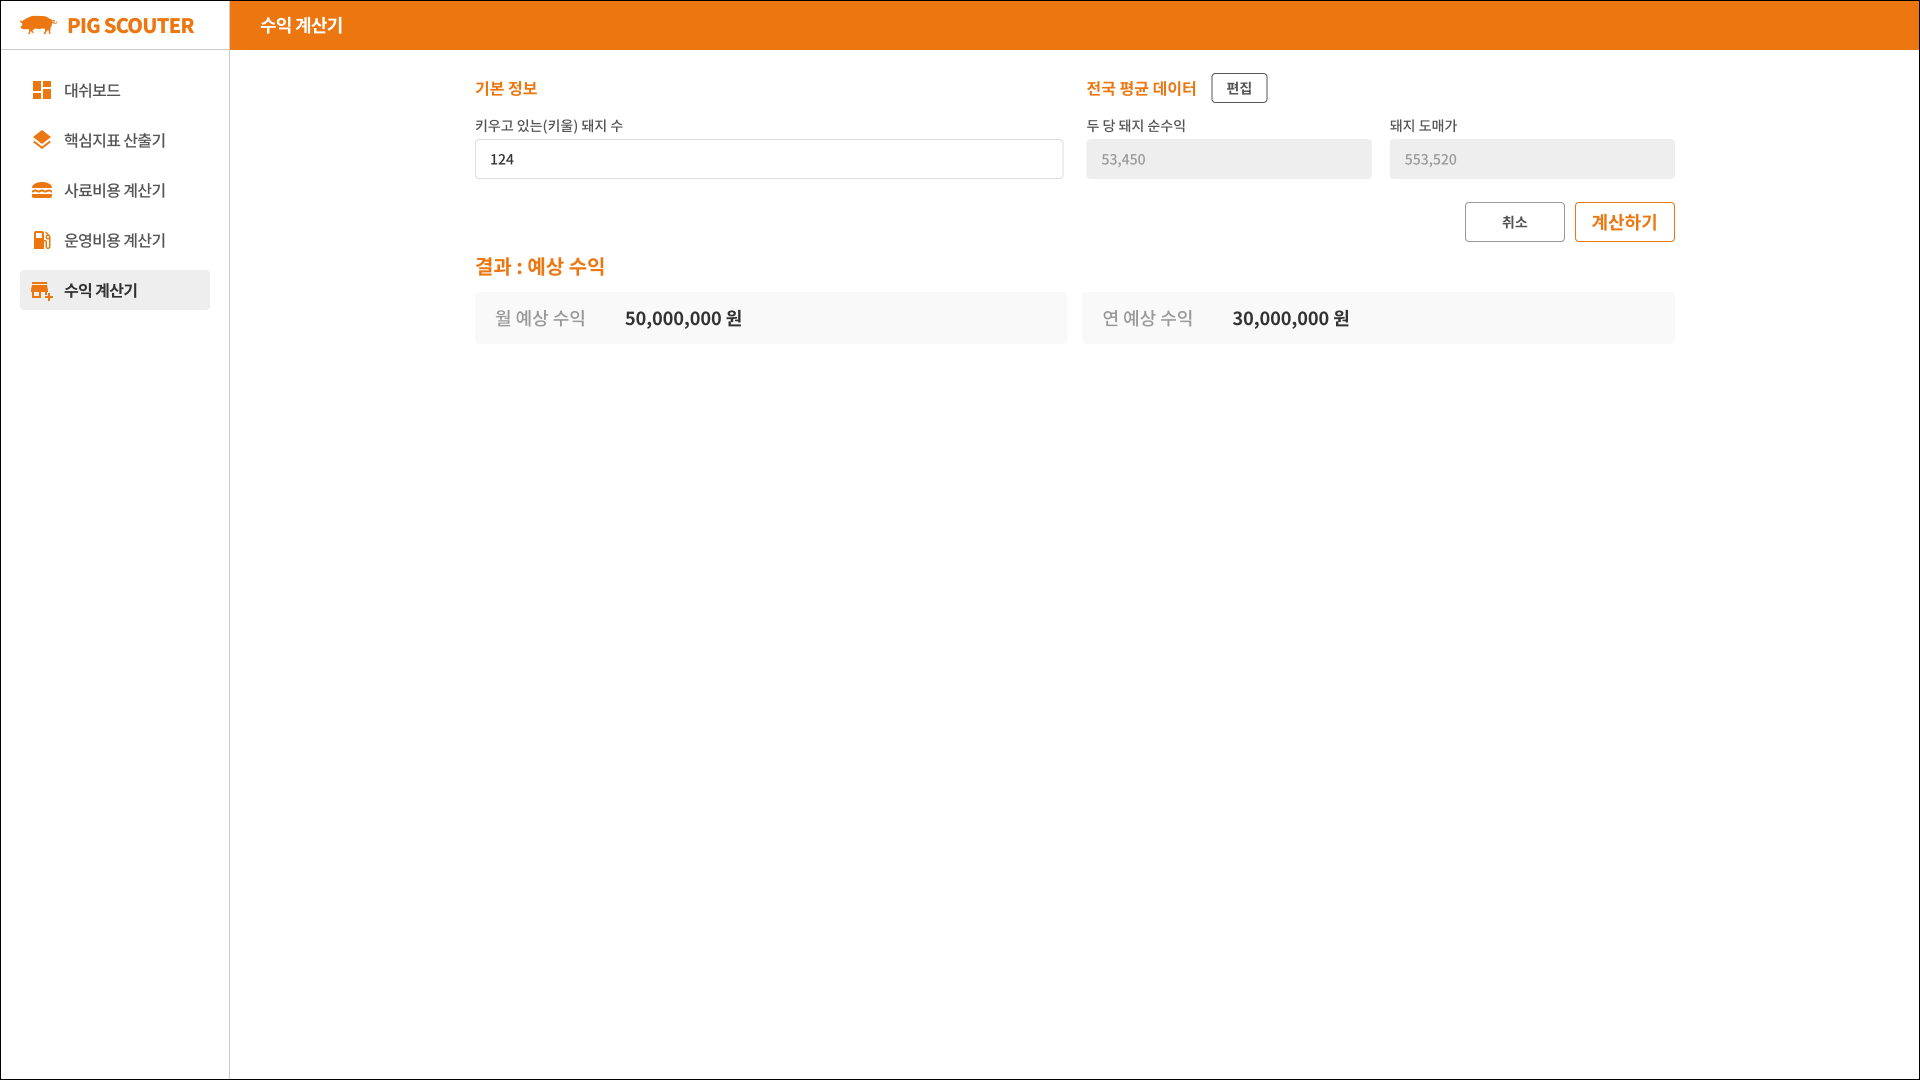 PIG SCOUTER
수익 계산기
대쉬보드
핵심지표 산출기
사료비용 계산기
운영비용 계산기
수익 계산기
기본 정보
키우고 있는(키울) 돼지 수
124
전국 평균 데이터
편집
두 당 돼지 순수익
돼지 도매가
53,450
553,520
취소
계산하기
결과 : 예상 수익
월 예상 수익
50,000,000 원
연 예상 수익
30,000,000 원